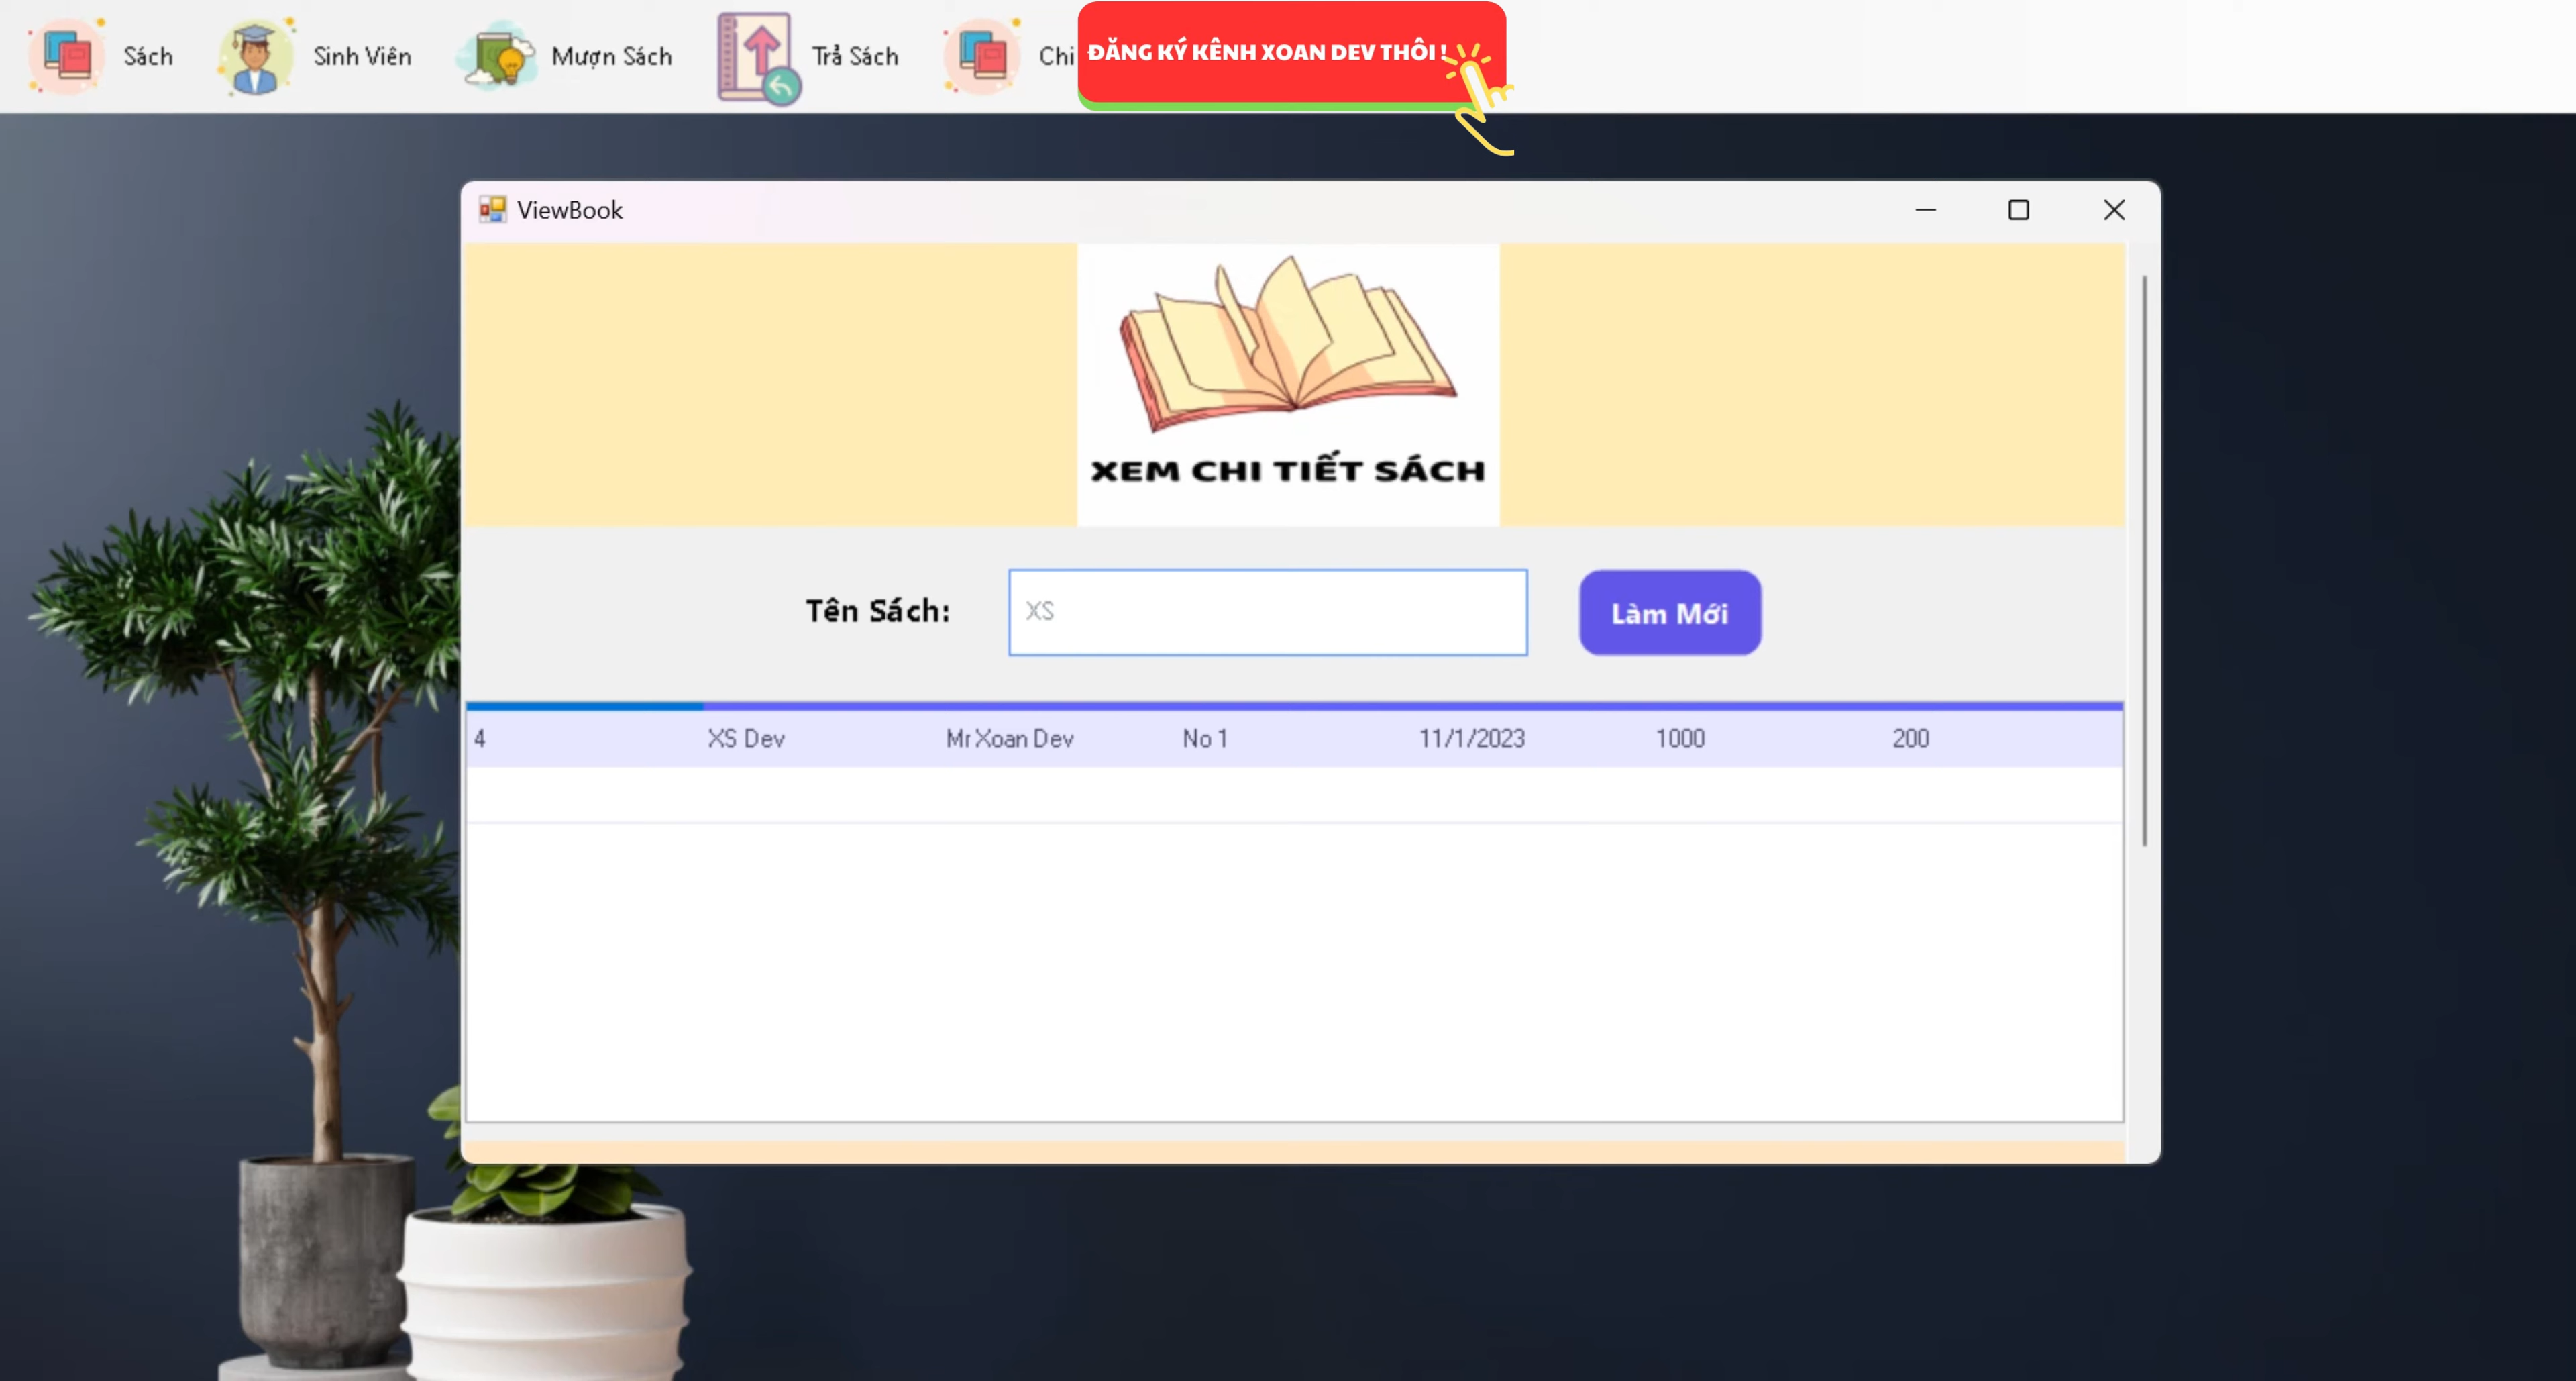 Sách
Sinh Viên
Mượn Sách
Trả Sách
Chi
ĐĂNG KÝ KÊNH XOAN DEV THÔI !
ViewBook
XEM CHI TIẾT SÁCH
Tên Sách:
XS
Làm Mới
4 XS Dev Mr Xoan Dev No 1 11/1/2023 1000 200